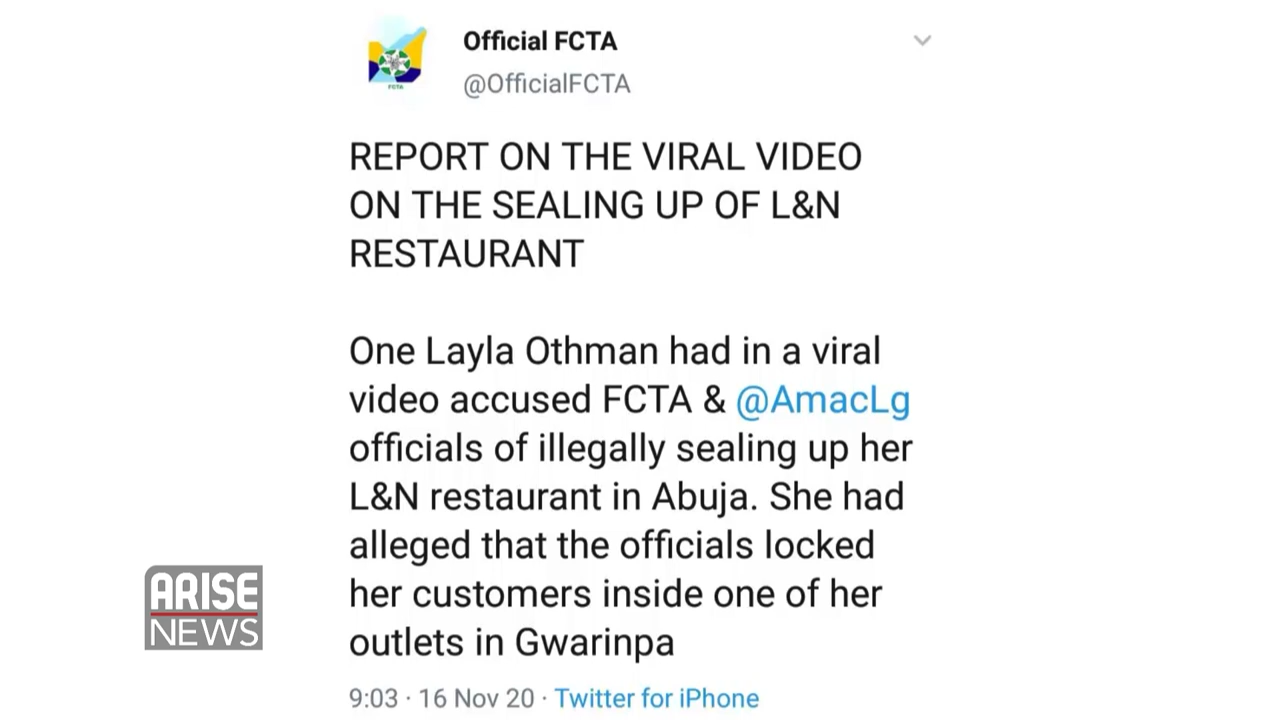 Official FCTA
@OfficialFCTA
FCTA
REPORT ON THE VIRAL VIDEO
ON THE SEALING UP OF L&N
RESTAURANT
One Layla Othman had in a viral
video accused FCTA & @AmacLg
officials of illegally sealing up her
L&N restaurant in Abuja. She had
alleged that the officials locked
her customers inside one of her
outlets in Gwarinpa
9:03 · 16 Nov 20 · Twitter for iPhone
ARISE
NEWS